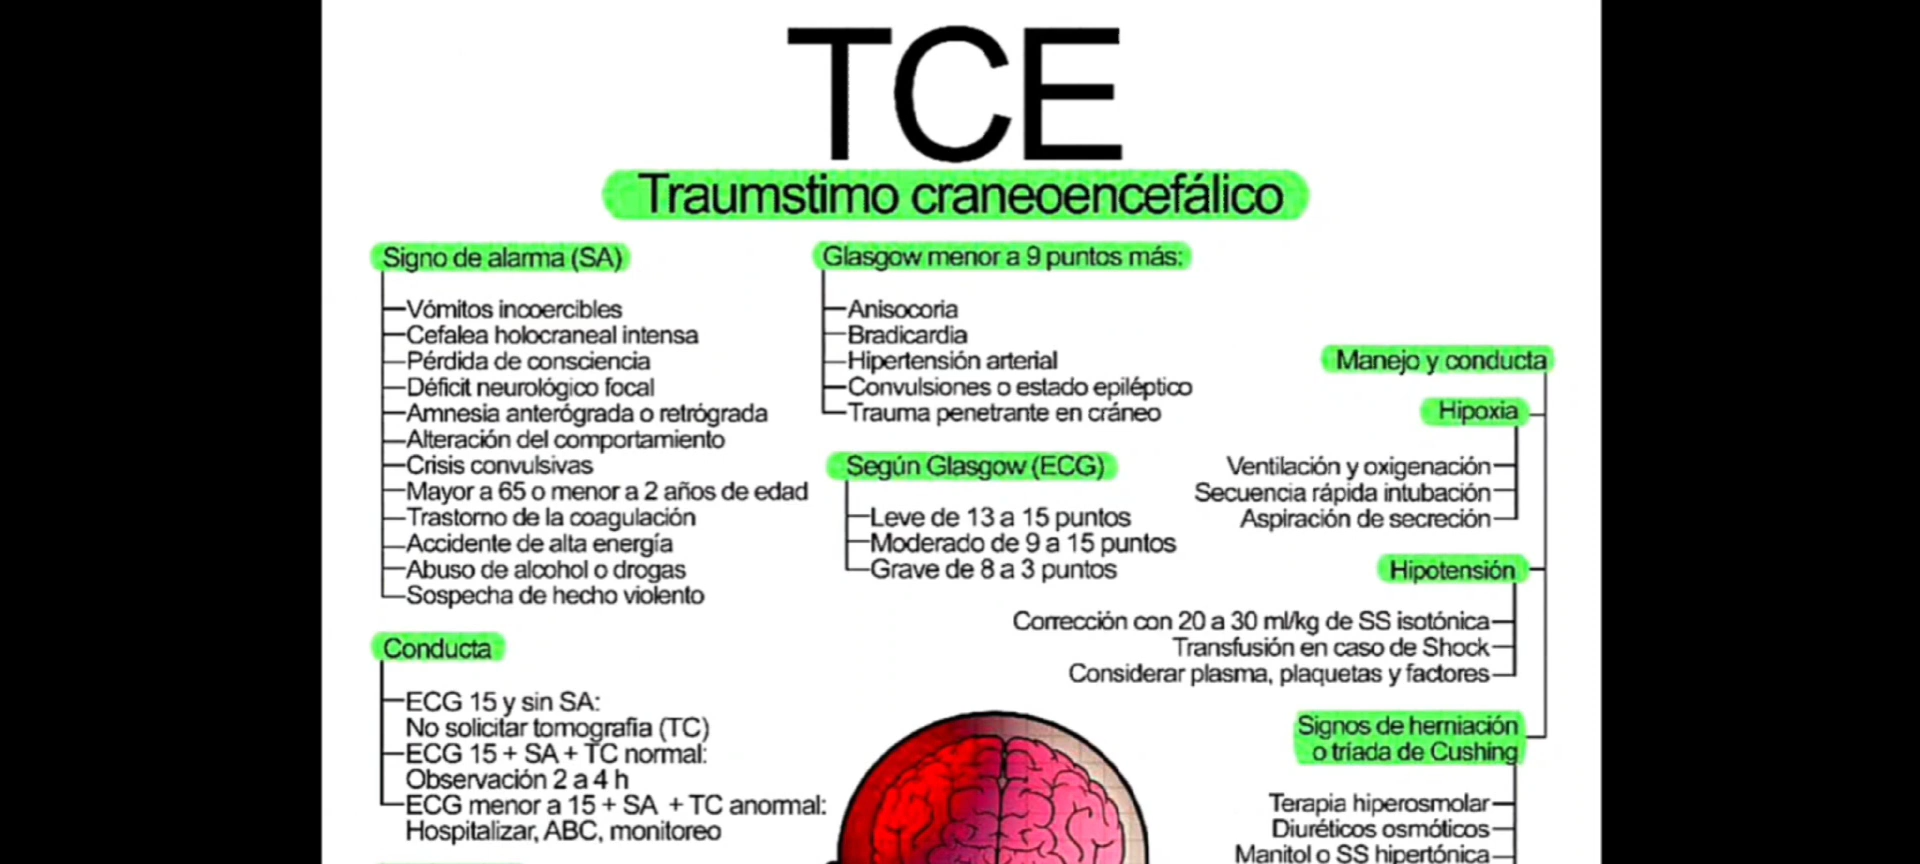 TCE
Traumstimo craneoencefálico
Signo de alarma (SA)
Vómitos incoercibles
Cefalea holocraneal intensa
Pérdida de consciencia
Déficit neurológico focal
Amnesia anterógrada o retrógrada
Alteración del comportamiento
Crisis convulsivas
Mayor a 65 o menor a 2 años de edad
Trastorno de la coagulación
Accidente de alta energía
Abuso de alcohol o drogas
Sospecha de hecho violento
Conducta
ECG 15 y sin SA:
No solicitar tomografía (TC)
ECG 15 + SA + TC normal:
Observación 2 a 4 h
ECG menor a 15 + SA + TC anormal:
Hospitalizar, ABC, monitoreo
Glasgow menor a 9 puntos más:
Anisocoria
Bradicardia
Hipertensión arterial
Convulsiones o estado epiléptico
Trauma penetrante en cráneo
Según Glasgow (ECG)
Leve de 13 a 15 puntos
Moderado de 9 a 15 puntos
Grave de 8 a 3 puntos
Manejo y conducta
Hipoxia
Ventilación y oxigenación
Secuencia rápida intubación
Aspiración de secreción
Hipotensión
Corrección con 20 a 30 ml/kg de SS isotónica
Transfusión en caso de Shock
Considerar plasma, plaquetas y factores
Signos de herniación
o tríada de Cushing
Terapia hiperosmolar
Diuréticos osmóticos
Manitol o SS hipertónica